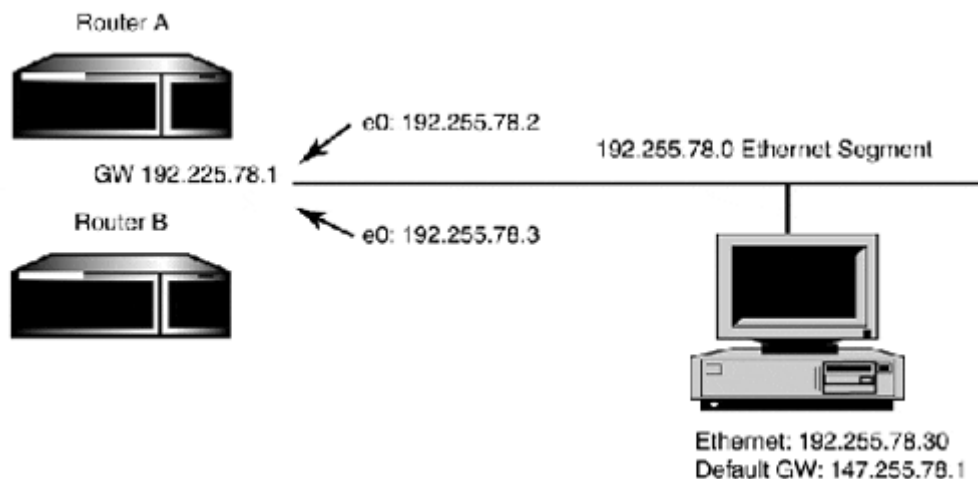 Router A
e0: 192.255.78.2
192.255.78.0 Ethernet Segment
GW 192.225.78.1
Router B
e0: 192.255.78.3
Ethernet: 192.255.78.30
Default GW: 147.255.78.1